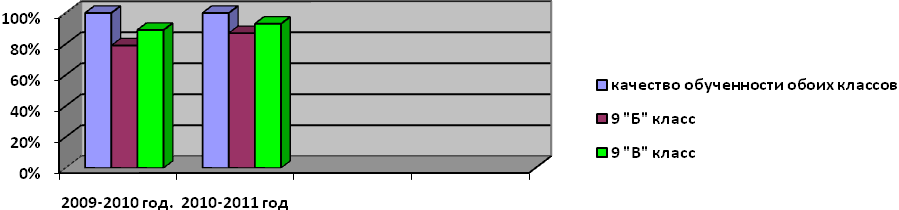 100%
80%
60%
40%
20%
0%
2009-2010 год. 2010-2011 год
качество обученности обоих классов
9 "Б" класс
9 "В" класс